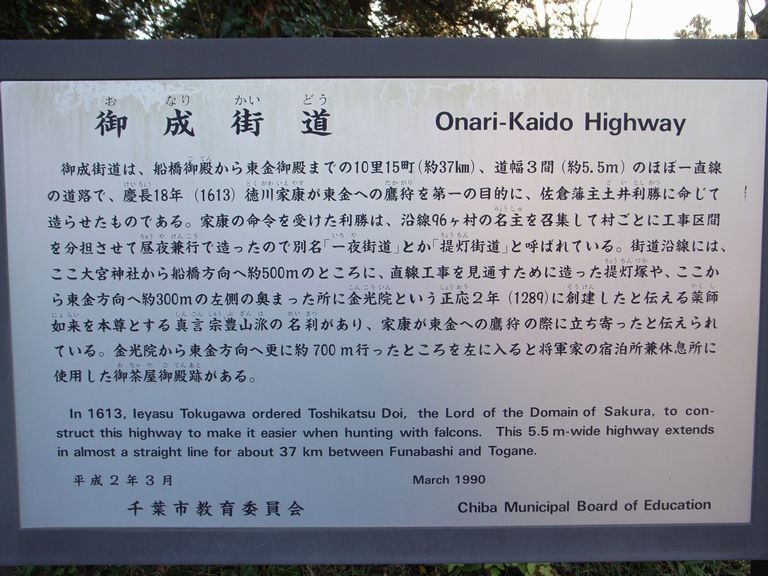 御成街道 Onari-Kaido Highway
御成街道は、船橋御殿から東金御殿までの10里15町(約37km)、道幅3間(約5.5m)のほぼ一直線
の道路で、慶長18年(1613)徳川家康が東金への鷹狩を第一の目的に、佐倉藩主土井利勝に命じて
造らせたものである。家康の命令を受けた利勝は、沿線96ヶ村の名主を召集して村ごとに工事区間
を分担させて昼夜兼行で造ったので別名「一夜街道」とか「提灯街道」と呼ばれている。街道沿線には、
ここ大宮神社から船橋方向へ約500mのところに、直線工事を見通すために造った提灯塚や、ここか
ら東金方向へ約300mの左側の奥まった所に金光院という正応2年(1289)に創建したと伝える薬師
如来を本尊とする真言宗豊山派の名刹があり、家康が東金への鷹狩の際に立ち寄ったと伝えられ
ている。金光院から東金方向へ更に約700m行ったところを左に入ると将軍家の宿泊所兼休息所に
使用した御茶屋御殿跡がある。
In 1613, Ieyasu Tokugawa ordered Toshikatsu Doi, the Lord of the Domain of Sakura, to con-
struct this highway to make it easier when hunting with falcons. This 5.5 m-wide highway extends
in almost a straight line for about 37 km between Funabashi and Togane.
平成2年3月 March 1990
千葉市教育委員会 Chiba Municipal Board of Education